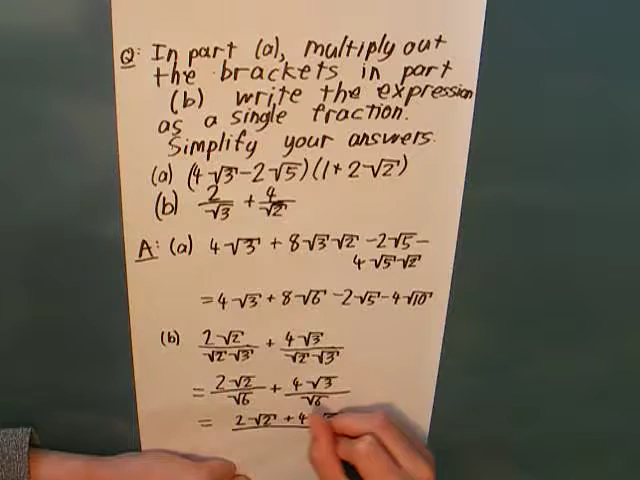 Q: In part (a), multiply out
the brackets in part
(b) write the expression
as a single fraction.
Simplify your answers.
(a) (4√3-2√5)(1+2√2)
(b) 2/√3 + 4/√2
A: (a) 4√3 + 8√3√2 -2√5-
4√5√2
=4√3+8√6-2√5-4√10
(b) 2√2/√2√3 + 4√3/√2√3
= 2√2/√6 + 4√3/√6
= 2√2 + 4